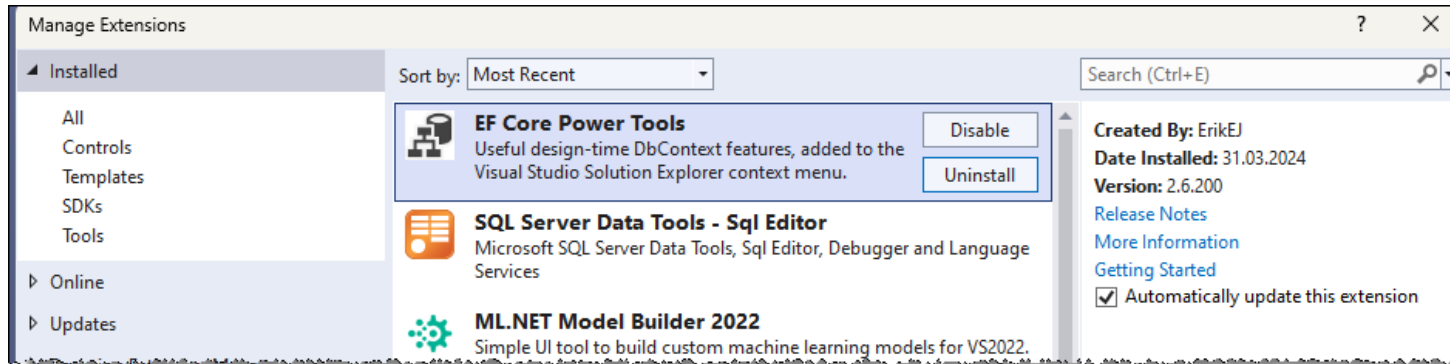 Manage Extensions
?
Installed
All
Controls
Templates
SDKs
Tools
Online
Updates
Sort by: Most Recent
EF Core Power Tools
Useful design-time DbContext features, added to the
Visual Studio Solution Explorer context menu.
Disable
Uninstall
SQL Server Data Tools - Sql Editor
Microsoft SQL Server Data Tools, Sql Editor, Debugger and Language
Services
ML.NET Model Builder 2022
Simple UI tool to build custom machine learning models for VS2022.
Search (Ctrl+E)
Created By: ErikEJ
Date Installed: 31.03.2024
Version: 2.6.200
Release Notes
More Information
Getting Started
Automatically update this extension